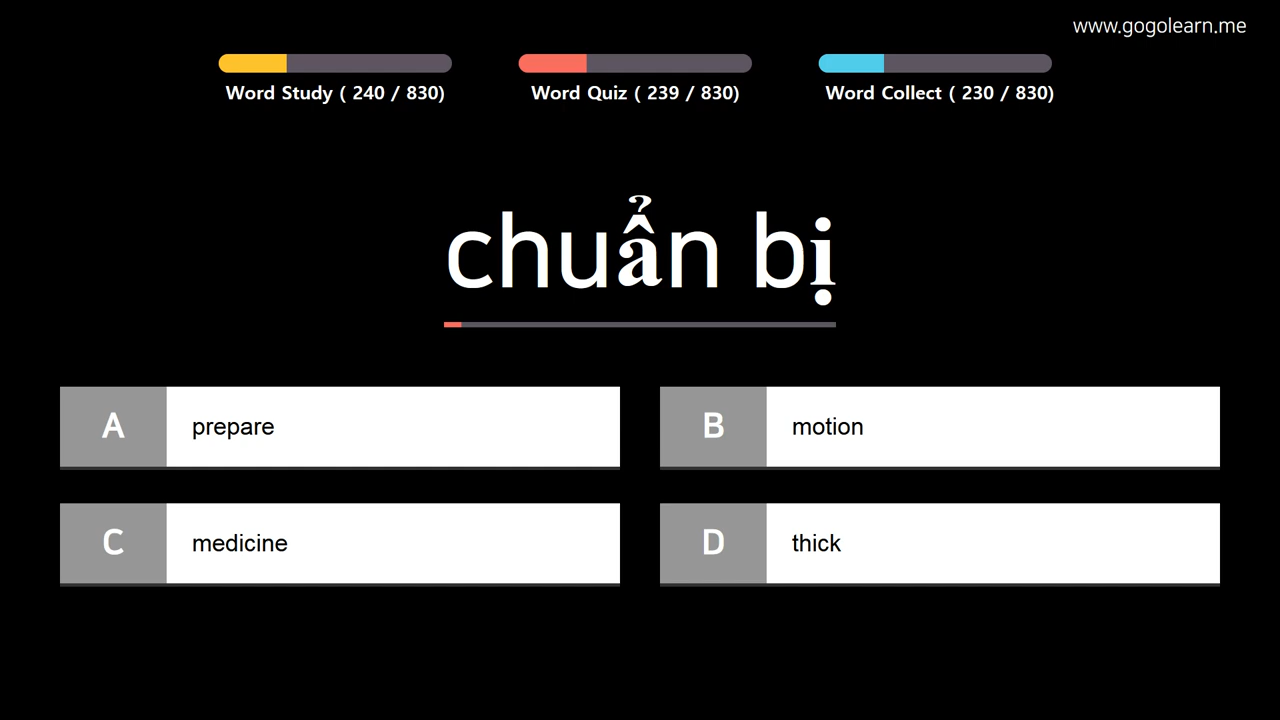 www.gogolearn.me
Word Study ( 240 / 830)
Word Quiz ( 239 / 830)
Word Collect ( 230 / 830)
chuẩn bị
A prepare
B motion
C medicine
D thick